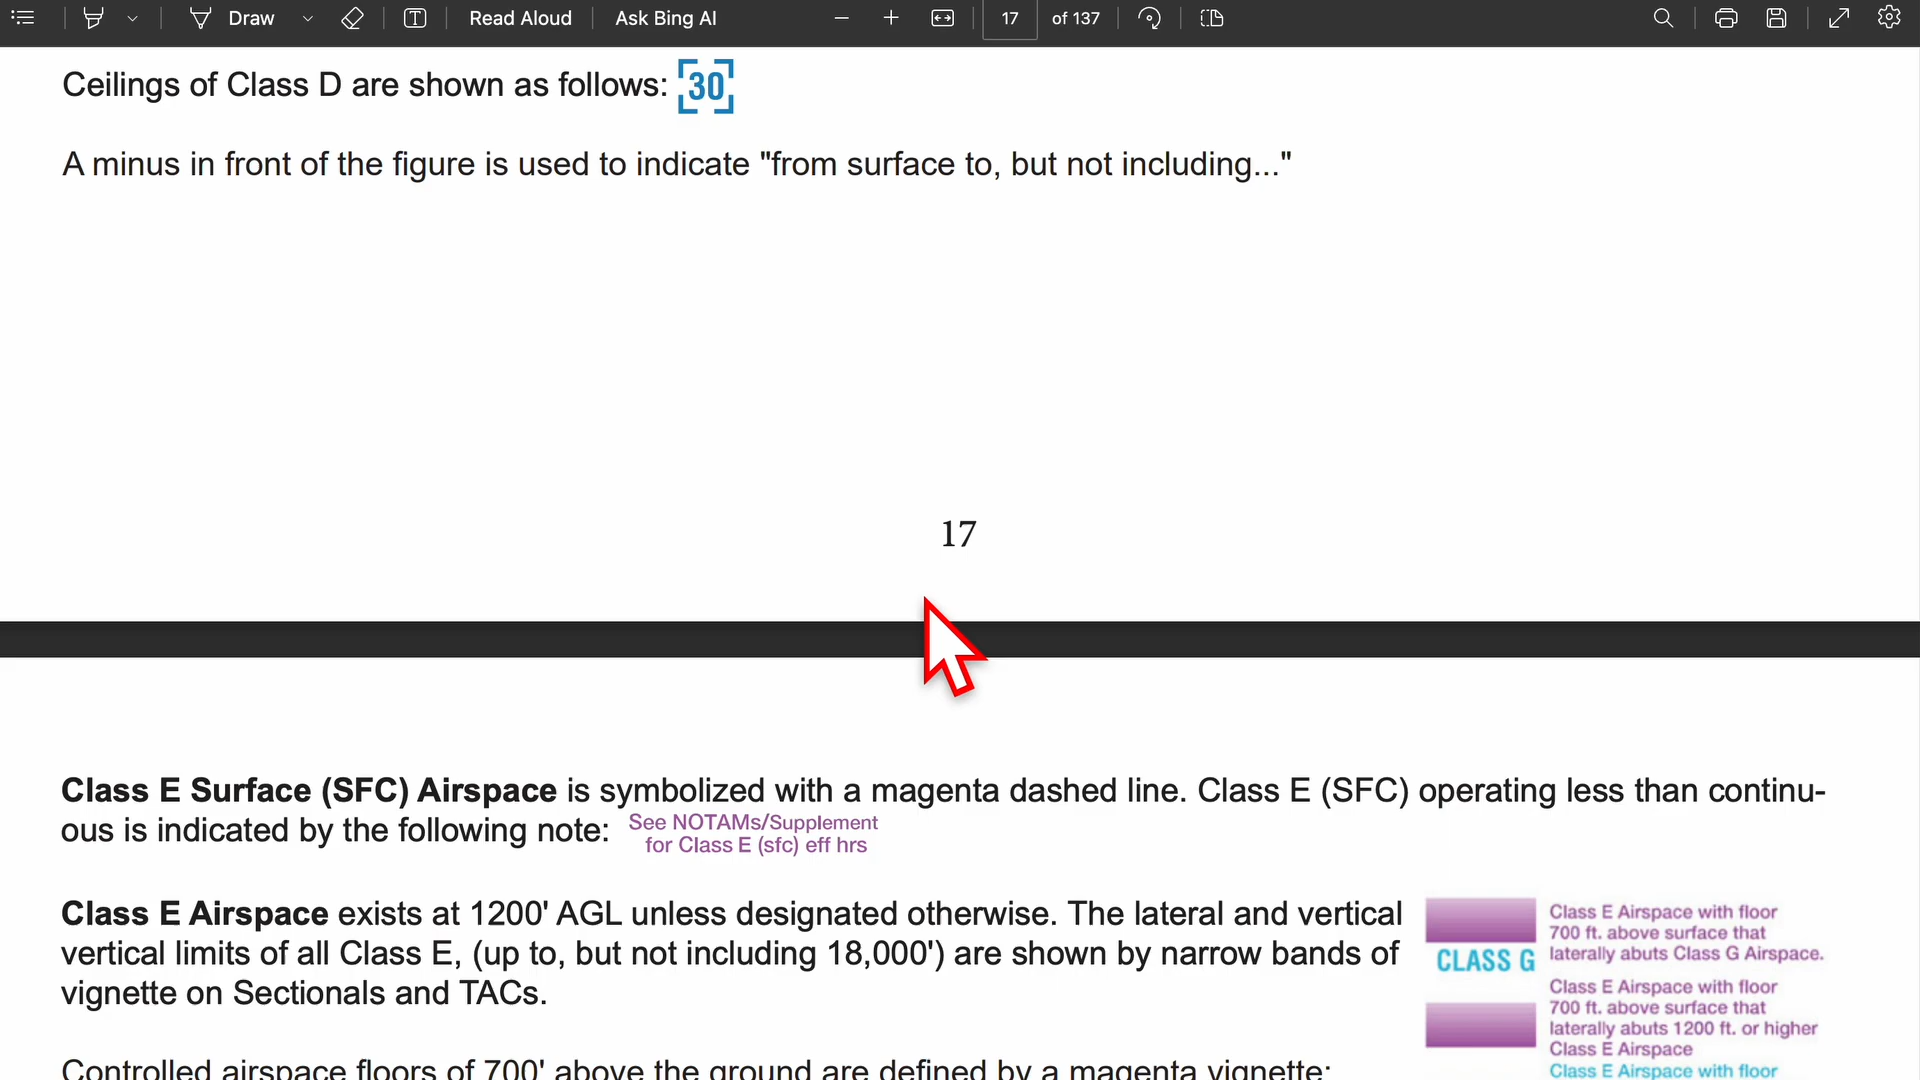 Draw
Read Aloud
Ask Bing AI
17
of 137
Ceilings of Class D are shown as follows: [30]
A minus in front of the figure is used to indicate "from surface to, but not including..."
17
Class E Surface (SFC) Airspace is symbolized with a magenta dashed line. Class E (SFC) operating less than continu-
ous is indicated by the following note:
See NOTAMs/Supplement
for Class E (sfc) eff hrs
Class E Airspace exists at 1200' AGL unless designated otherwise. The lateral and vertical
vertical limits of all Class E, (up to, but not including 18,000') are shown by narrow bands of
vignette on Sectionals and TACs.
CLASS G
Class E Airspace with floor
700 ft. above surface that
laterally abuts Class G Airspace.
Class E Airspace with floor
700 ft. above surface that
laterally abuts 1200 ft. or higher
Class E Airspace
Class E Airspace with floor
Controlled airspace floors of 700' above the ground are defined by a magenta vignette: